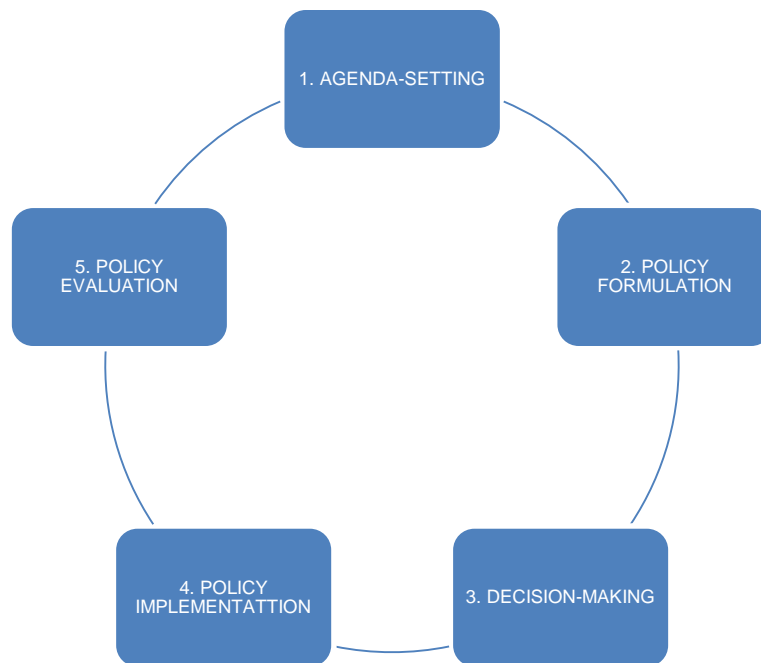 1. AGENDA-SETTING
2. POLICY
FORMULATION
3. DECISION-MAKING
4. POLICY
IMPLEMENTATTION
5. POLICY
EVALUATION